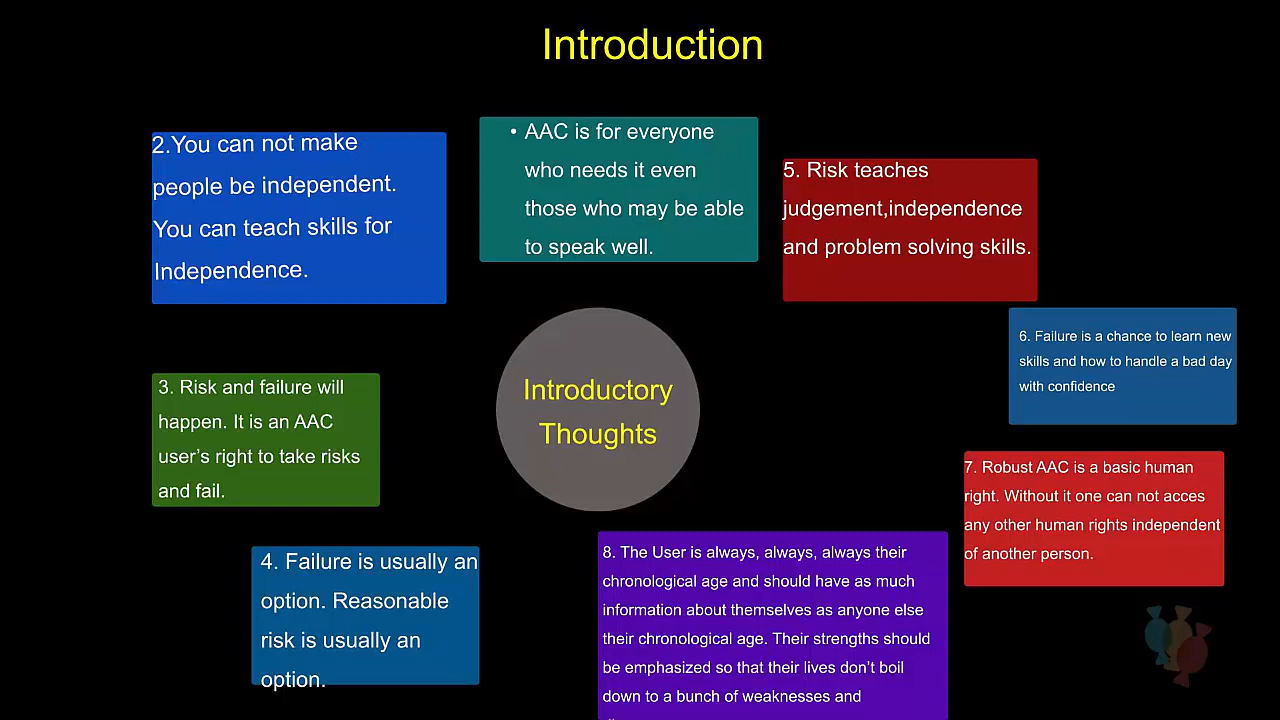 Introduction
• AAC is for everyone
who needs it even
those who may be able
to speak well.
2.You can not make
people be independent.
You can teach skills for
Independence.
3. Risk and failure will
happen. It is an AAC
user’s right to take risks
and fail.
4. Failure is usually an
option. Reasonable
risk is usually an
option.
5. Risk teaches
judgement,independence
and problem solving skills.
6. Failure is a chance to learn new
skills and how to handle a bad day
with confidence
7. Robust AAC is a basic human
right. Without it one can not acces
any other human rights independent
of another person.
8. The User is always, always, always their
chronological age and should have as much
information about themselves as anyone else
their chronological age. Their strengths should
be emphasized so that their lives don’t boil
down to a bunch of weaknesses and
Introductory
Thoughts